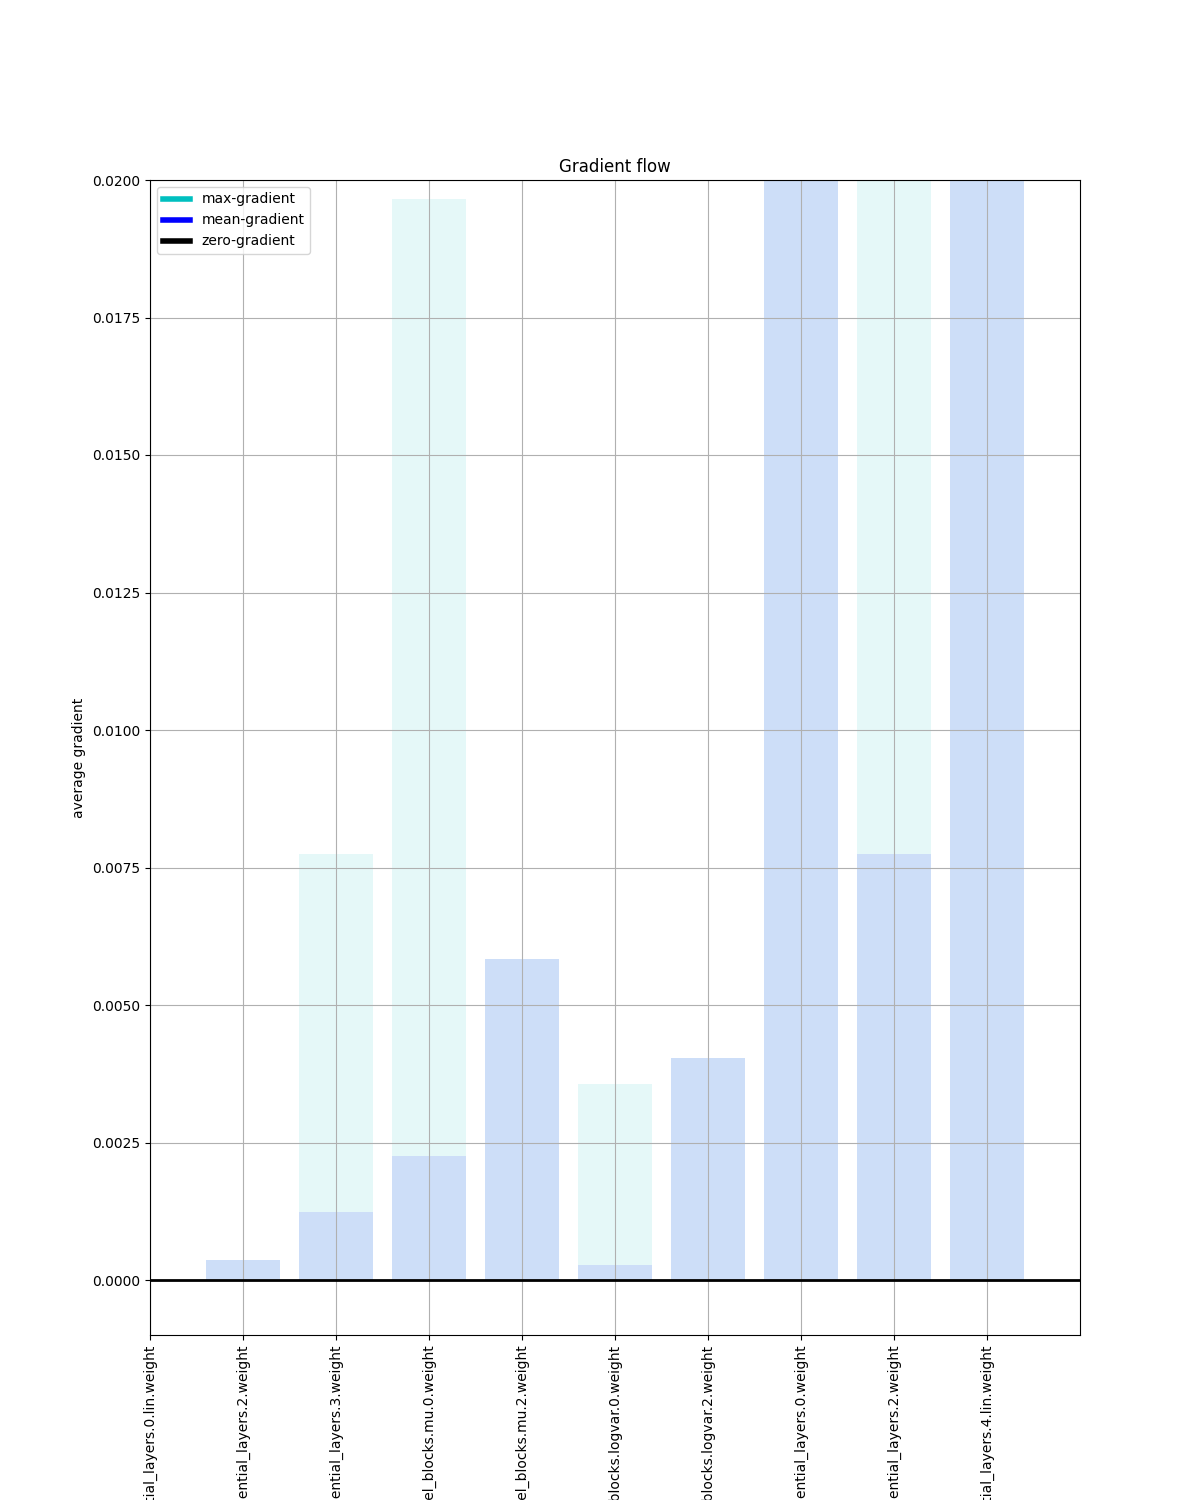 Gradient flow
max-gradient
mean-gradient
zero-gradient
0.0200
0.0175
0.0150
0.0125
0.0100
0.0075
0.0050
0.0025
0.0000
average gradient
tial_layers.0.lin.weight
ential_layers.2.weight
ential_layers.3.weight
el_blocks.mu.0.weight
el_blocks.mu.2.weight
blocks.logvar.0.weight
blocks.logvar.2.weight
ential_layers.0.weight
ential_layers.2.weight
tial_layers.4.lin.weight